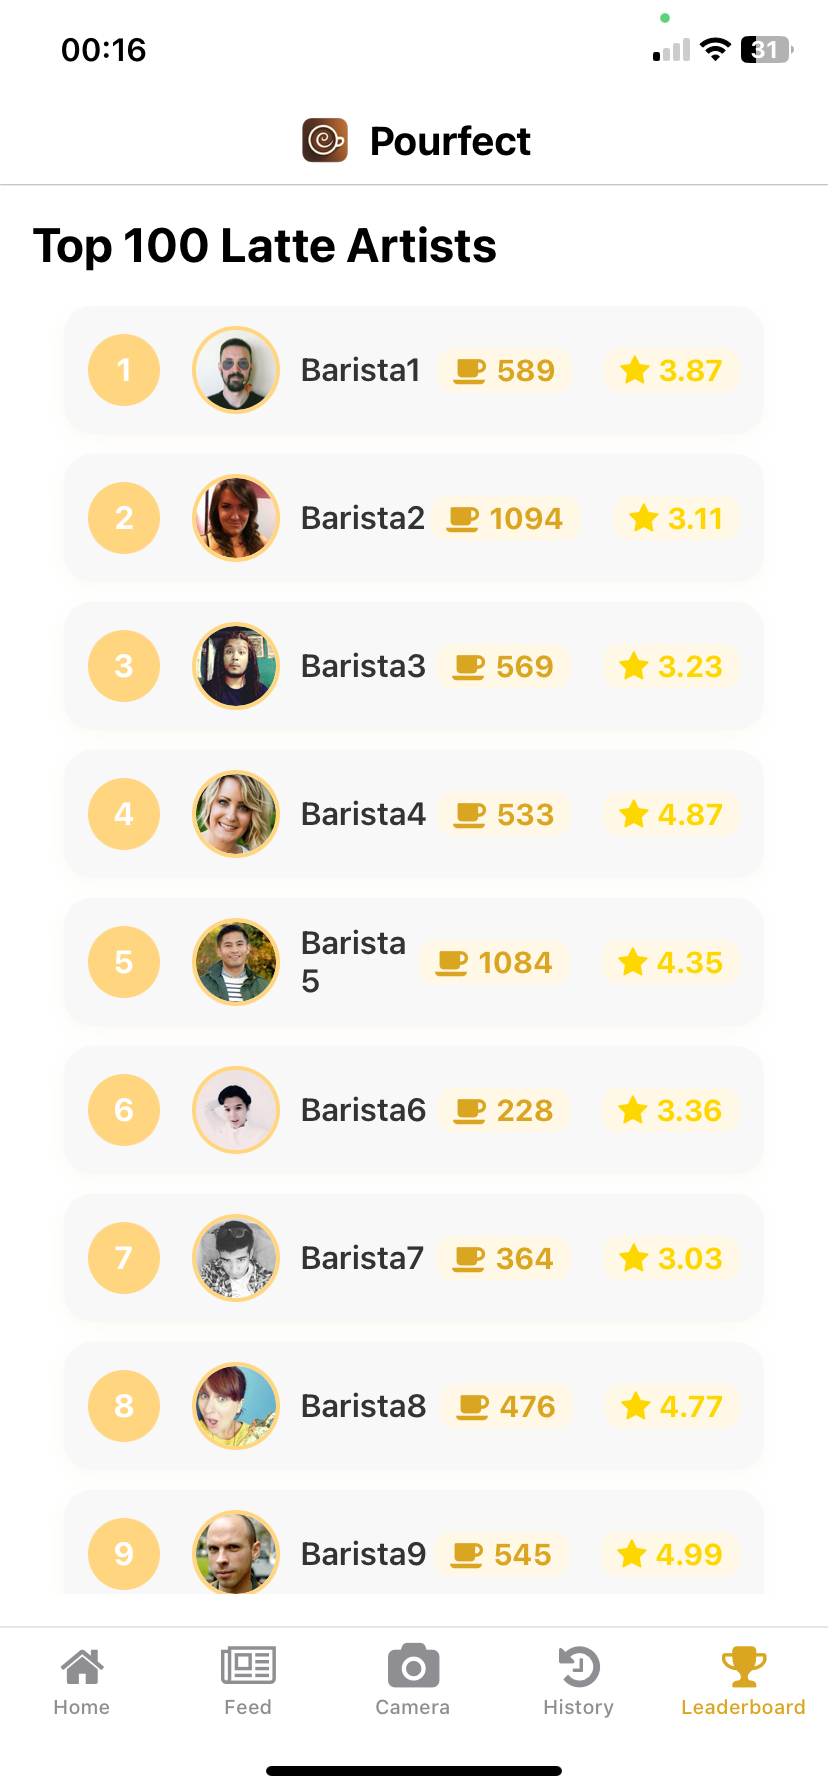 00:16
31
Pourfect
Top 100 Latte Artists
1 Barista1 589 3.87
2 Barista2 1094 3.11
3 Barista3 569 3.23
4 Barista4 533 4.87
5 Barista 1084 4.35
5
6 Barista6 228 3.36
7 Barista7 364 3.03
8 Barista8 476 4.77
9 Barista9 545 4.99
Home Feed Camera History Leaderboard